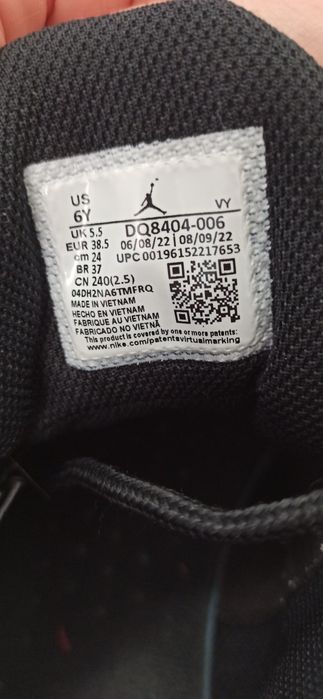 US
6Y
VY
UK 5.5
DQ8404-006
EUR 38.5
06/08/22 | 08/09/22
cm 24
UPC 00196152217653
BR 37
CN 240(2.5)
04DH2NA6TMFRQ
MADE IN VIETNAM
HECHO EN VIETNAM
FABRIQUE AU VIETNAM
FABRICADO NO VIETNÃ
This product is covered by one or more patents:
www.nike.com/patentsvirtualmarking